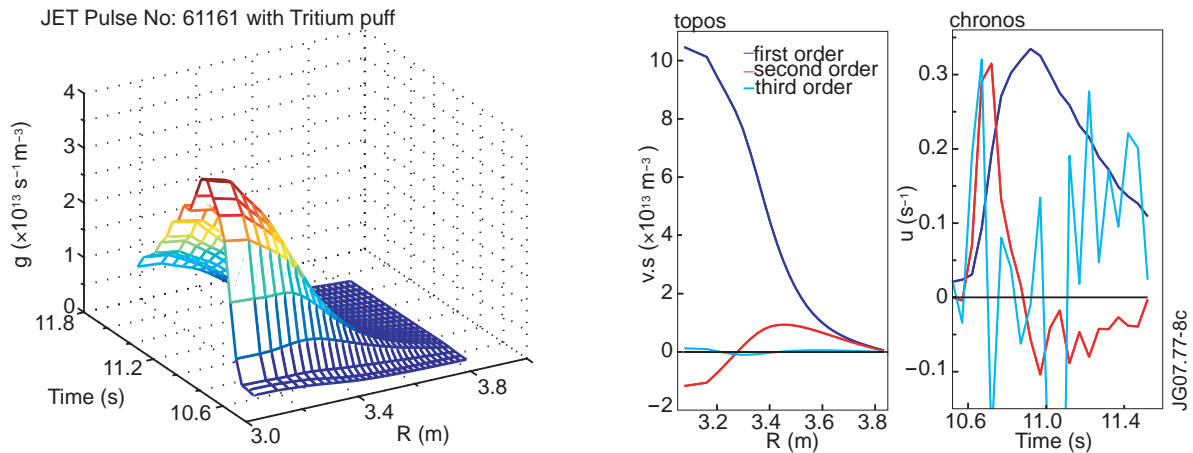 JET Pulse No: 61161 with Tritium puff
4
3
2
1
0
g (×10¹³ s⁻¹ m⁻³)
11.8
11.2
10.6
Time (s)
3.0
3.4
3.8
R (m)
topos
first order
second order
third order
10
8
6
4
2
0
−2
v.s (×10¹³ m⁻³)
3.2
3.4
3.6
3.8
R (m)
chronos
0.3
0.2
0.1
0
−0.1
u (s⁻¹)
10.6
11.0
11.4
Time (s)
JG07.77-8c